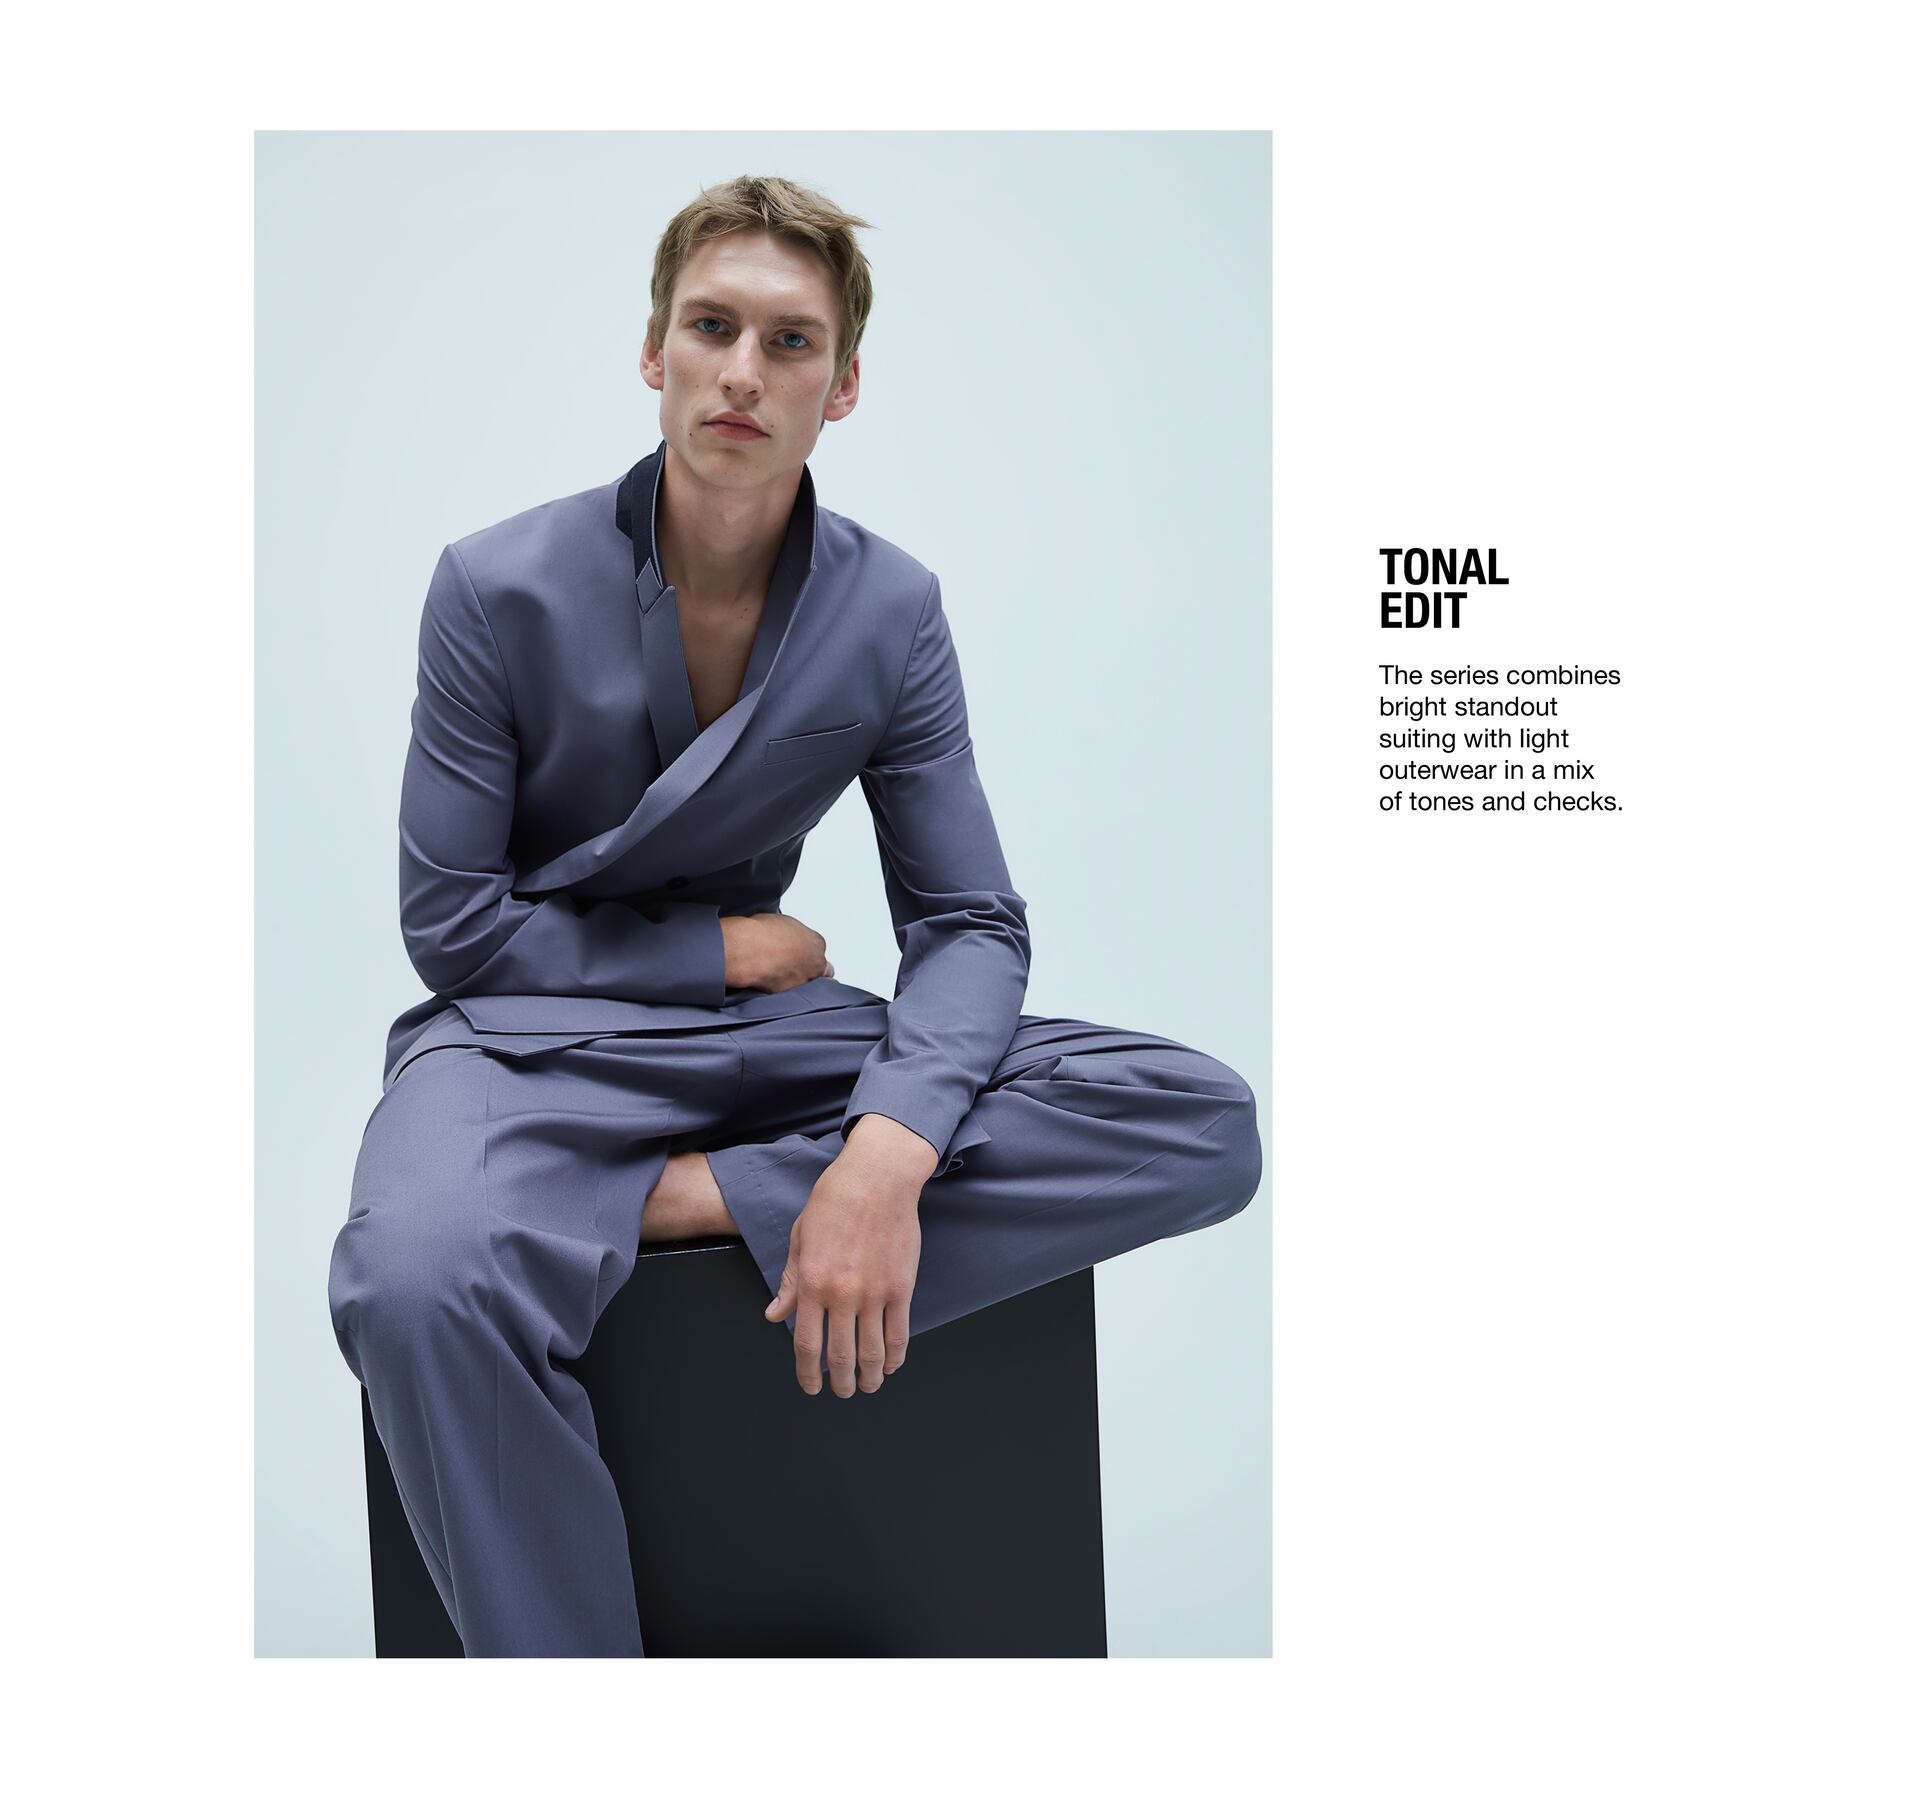 TONAL
EDIT
The series combines
bright standout
suiting with light
outerwear in a mix
of tones and checks.